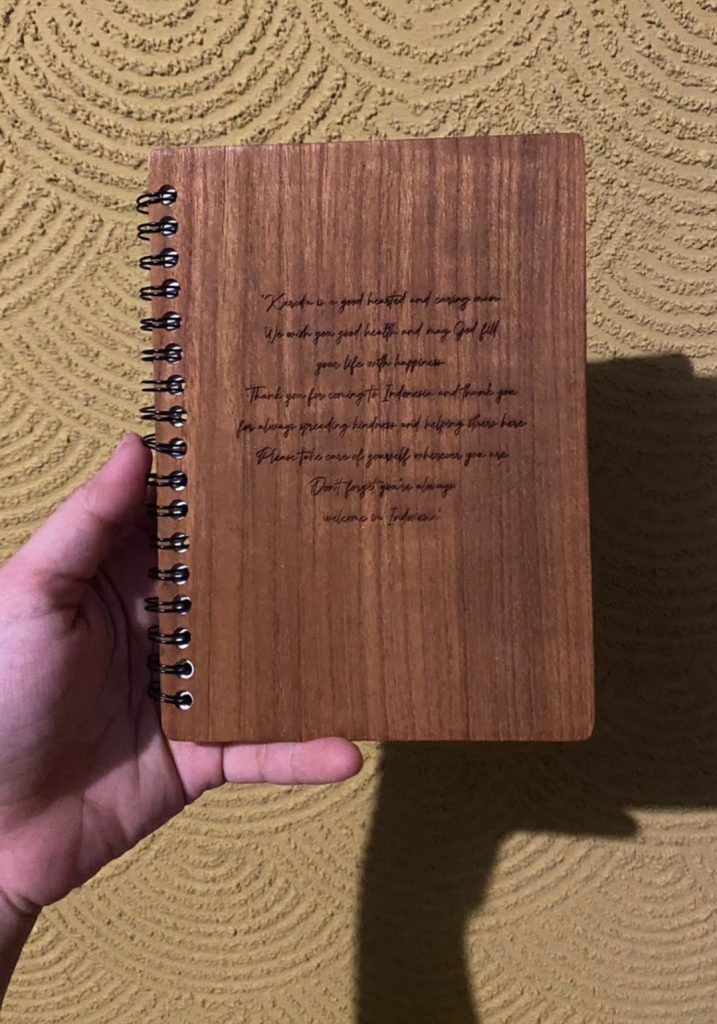 is a good hearted and caring man
We wish you good health and may God fill
your life with happiness
Thank you for coming to Indonesia and thank you
for always spreading kindness and helping others here
Please take care of yourself wherever you are
Don't forget you're always
welcome in Indonesia"